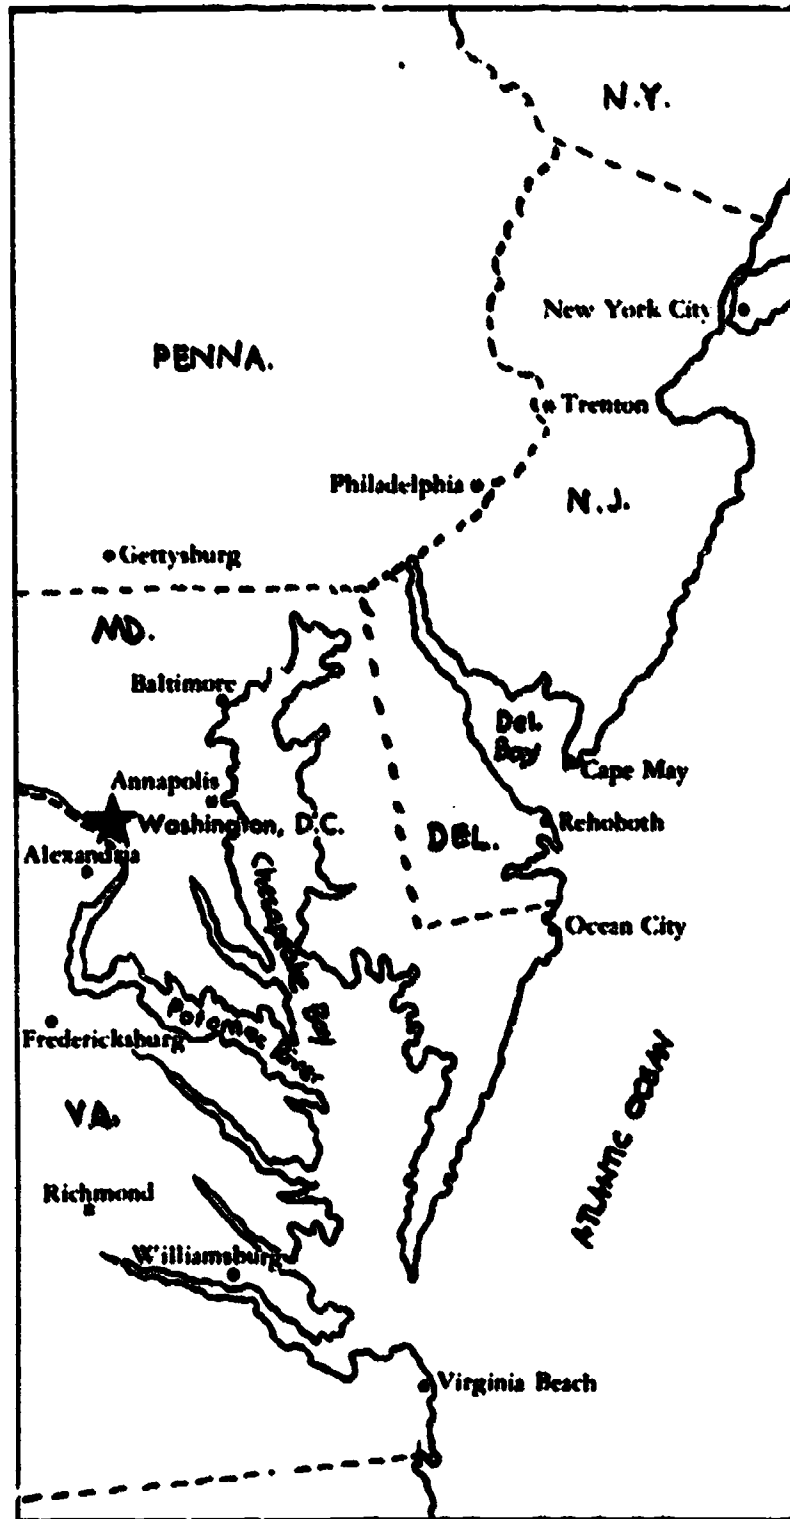 N.Y.
New York City
PENNA.
Trenton
Philadelphia
N.J.
Gettysburg
MD.
Baltimore
Del.
Bay
Cape May
Annapolis
Washington, D.C.
Rehoboth
DEL.
Alexandria
Chesapeake Bay
Ocean City
Potomac River
Fredericksburg
ATLANTIC OCEAN
VA.
Richmond
Williamsburg
Virginia Beach